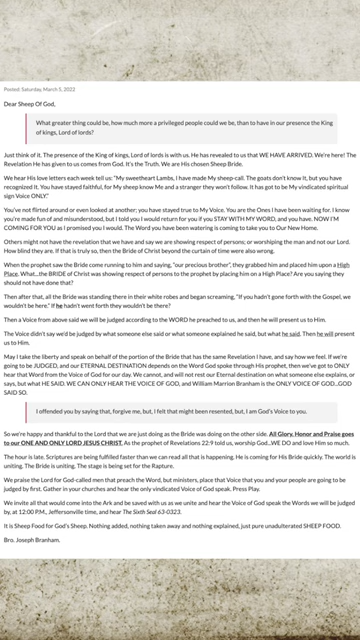 Posted: Saturday, March 5, 2022
Dear Sheep Of God,
What greater thing could be, how much more a privileged people could we be, than to have in our presence the King
of kings, Lord of lords?
Just think of it. The presence of the King of kings, Lord of lords is with us. He has revealed to us that WE HAVE ARRIVED. We're here! The
Revelation He has given to us comes from God. It's the Truth. We are His chosen Sheep Bride.
We hear His love letters each week tell us: "My sweetheart Lambs, I have made My sheep-call. The goats don't know It, but you have
recognized It. You have stayed faithful, for My sheep know Me and a stranger they won't follow. It has got to be My vindicated spiritual
sign Voice ONLY."
You've not flirted around or even looked at another; you have stayed true to My Voice. You are the Ones I have been waiting for. I know
you're made fun of and misunderstood, but I told you I would return for you if you STAY WITH MY WORD, and you have. NOW I'M
COMING FOR YOU as I promised you I would. The Word you have been watering is coming to take you to Our New Home.
Others might not have the revelation that we have and say we are showing respect of persons; or worshiping the man and not our Lord.
How blind they are. If that is truly so, then the Bride of Christ beyond the curtain of time also was wrong.
When the prophet saw the Bride come running to him and saying, "our precious brother", they grabbed him and placed him upon a High
Place. What...the BRIDE of Christ was showing respect of persons to the prophet by placing him on a High Place? Are you saying they
should not have done that?
Then after that, all the Bride was standing there in their white robes and began screaming, "If you hadn't gone forth with the Gospel, we
wouldn't be here." If he hadn't went forth they wouldn't be there?
Then a Voice from above said we will be judged according to the WORD he preached to us, and then he will present us to Him.
The Voice didn't say we'd be judged by what someone else said or what someone explained he said, but what he said. Then he will present
us to Him.
May I take the liberty and speak on behalf of the portion of the Bride that has the same Revelation I have, and say how we feel. If we're
going to be JUDGED, and our ETERNAL DESTINATION depends on the Word God spoke through His prophet, then we've got to ONLY
hear that Word from the Voice of God for our day. We cannot, and will not rest our Eternal destination on what someone else explains, or
says, but what HE SAID. WE CAN ONLY HEAR THE VOICE OF GOD, and William Marrion Branham is the ONLY VOICE OF GOD...GOD
SAID SO.
I offended you by saying that, forgive me, but, I felt that might been resented, but, I am God's Voice to you.
So we're happy and thankful to the Lord that we are just doing as the Bride was doing on the other side. All Glory, Honor and Praise goes
to our ONE AND ONLY LORD JESUS CHRIST. As the prophet of Revelations 22:9 told us, worship God...WE DO and love Him so much.
The hour is late. Scriptures are being fulfilled faster than we can read all that is happening. He is coming for His Bride quickly. The world is
uniting. The Bride is uniting. The stage is being set for the Rapture.
We praise the Lord for God-called men that preach the Word, but ministers, place that Voice that you and your people are going to be
judged by first. Gather in your churches and hear the only vindicated Voice of God speak. Press Play.
We invite all that would come into the Ark and be saved with us as we unite and hear the Voice of God speak the Words we will be judged
by, at 12:00 P.M., Jeffersonville time, and hear The Sixth Seal 63-0323.
It is Sheep Food for God's Sheep. Nothing added, nothing taken away and nothing explained, just pure unadulterated SHEEP FOOD.
Bro. Joseph Branham.